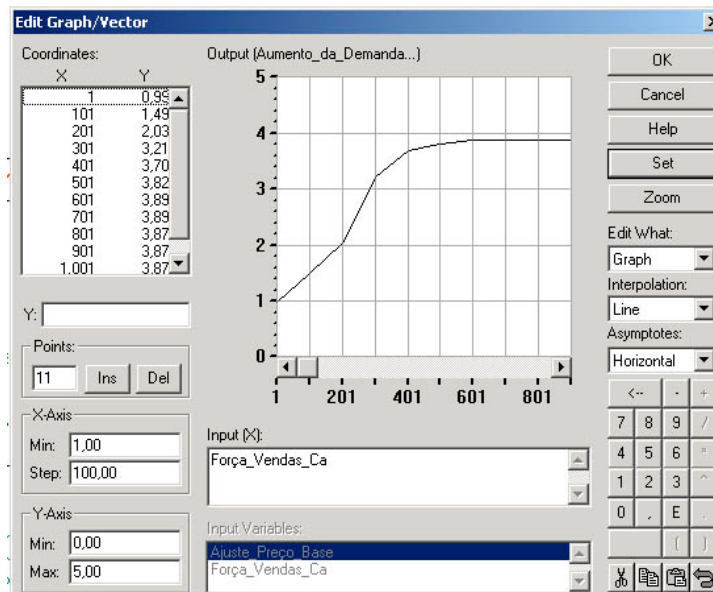 Edit Graph/Vector
Coordinates:
X Y
1 0,99
101 1,49
201 2,03
301 3,21
401 3,70
501 3,82
601 3,89
701 3,89
801 3,87
901 3,87
1.001 3,87
Y:
Points:
11 Ins Del
X-Axis
Min: 1,00
Step: 100,00
Y-Axis
Min: 0,00
Max: 5,00
Output (Aumento_da_Demanda...)
5
4
3
2
1
0
1 201 401 601 801
Input (X):
Força_Vendas_Ca
Input Variables:
Ajuste_Preço_Base
Força_Vendas_Ca
OK
Cancel
Help
Set
Zoom
Edit What:
Graph
Interpolation:
Line
Asymptotes:
Horizontal
<-- - +
7 8 9 /
4 5 6 *
1 2 3 ^
0 , E .
( )